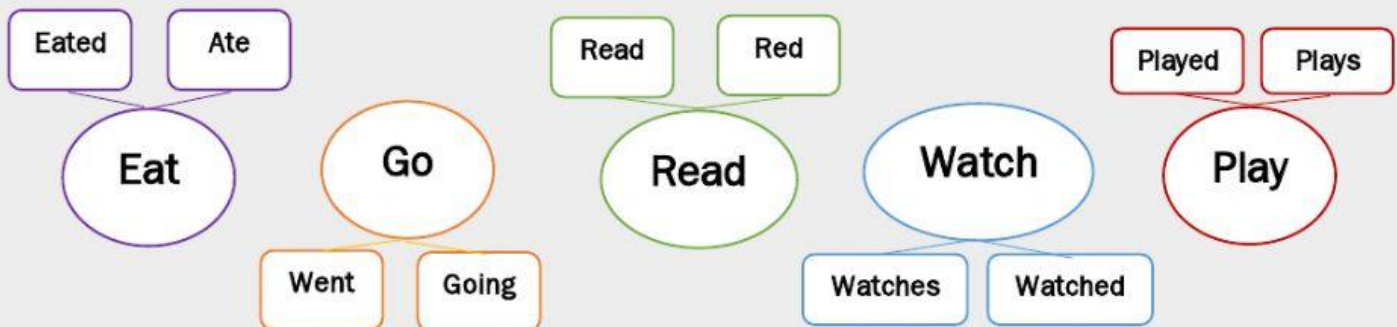 Eated Ate
Read Red
Played Plays
Eat
Go
Read
Watch
Play
Went Going
Watches Watched